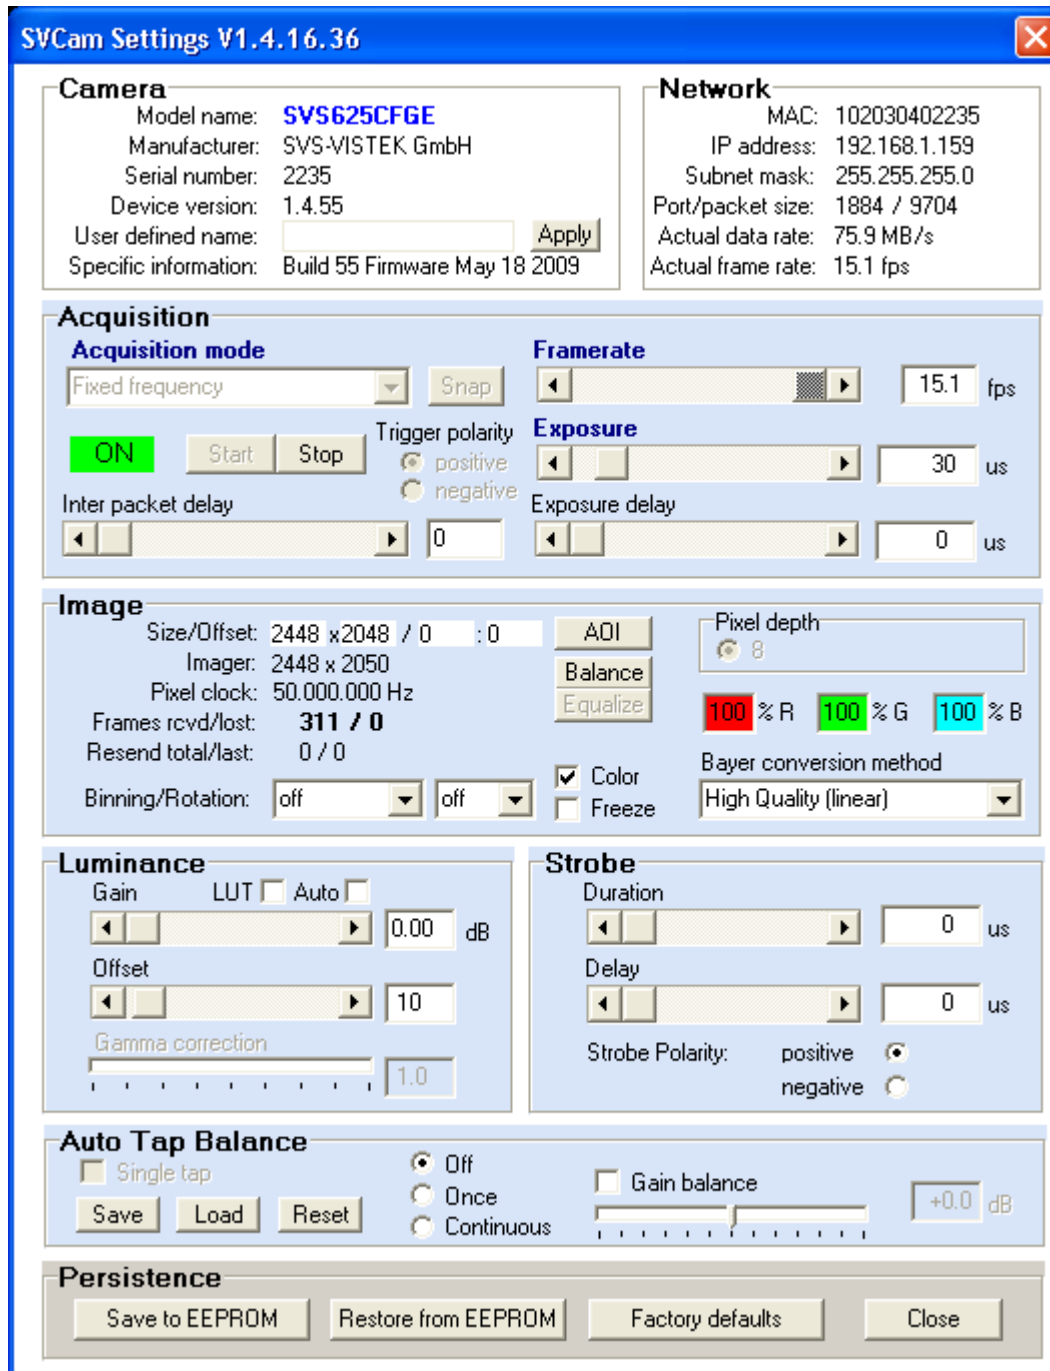 SVCam Settings V1.4.16.36
Camera
Model name: SVS625CFGE
Manufacturer: SVS-VISTEK GmbH
Serial number: 2235
Device version: 1.4.55
User defined name: Apply
Specific information: Build 55 Firmware May 18 2009
Network
MAC: 102030402235
IP address: 192.168.1.159
Subnet mask: 255.255.255.0
Port/packet size: 1884 / 9704
Actual data rate: 75.9 MB/s
Actual frame rate: 15.1 fps
Acquisition
Acquisition mode
Fixed frequency Snap
ON Start Stop
Trigger polarity
positive
negative
Inter packet delay
0
Framerate
15.1 fps
Exposure
30 us
Exposure delay
0 us
Image
Size/Offset: 2448 x2048 / 0 :0
Imager: 2448 x 2050
Pixel clock: 50.000.000 Hz
Frames rcvd/lost: 311 / 0
Resend total/last: 0 / 0
Binning/Rotation: off off
AOI
Balance
Equalize
Color
Freeze
Pixel depth
8
100 % R 100 % G 100 % B
Bayer conversion method
High Quality (linear)
Luminance
Gain LUT Auto
0.00 dB
Offset
10
Gamma correction
1.0
Strobe
Duration
0 us
Delay
0 us
Strobe Polarity: positive
negative
Auto Tap Balance
Single tap
Save Load Reset
Off
Once
Continuous
Gain balance
+0.0 dB
Persistence
Save to EEPROM Restore from EEPROM Factory defaults Close